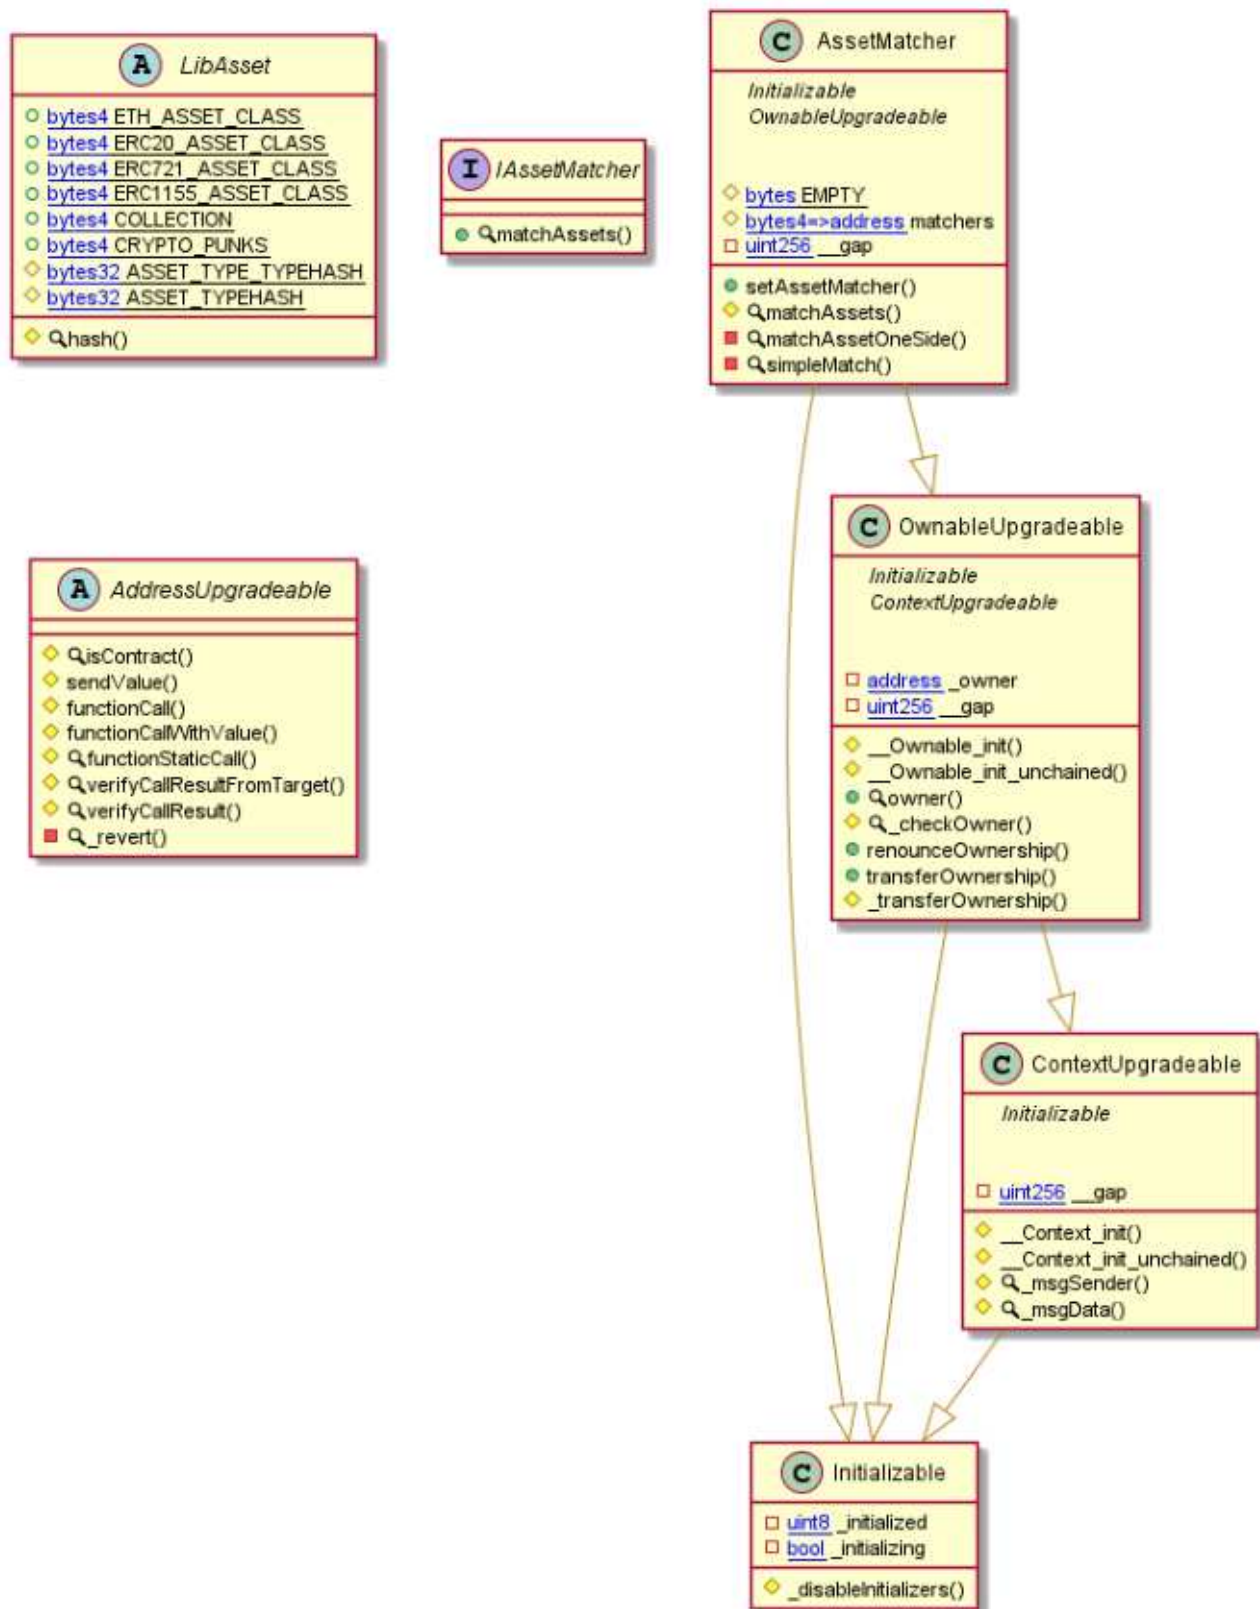 A LibAsset
bytes4 ETH_ASSET_CLASS
bytes4 ERC20_ASSET_CLASS
bytes4 ERC721_ASSET_CLASS
bytes4 ERC1155_ASSET_CLASS
bytes4 COLLECTION
bytes4 CRYPTO_PUNKS
bytes32 ASSET_TYPE_TYPEHASH
bytes32 ASSET_TYPEHASH
hash()
I IAssetMatcher
matchAssets()
C AssetMatcher
Initializable
OwnableUpgradeable
bytes EMPTY
bytes4=>address matchers
uint256 __gap
setAssetMatcher()
matchAssets()
matchAssetOneSide()
simpleMatch()
A AddressUpgradeable
isContract()
sendValue()
functionCall()
functionCallWithValue()
functionStaticCall()
verifyCallResultFromTarget()
verifyCallResult()
_revert()
C OwnableUpgradeable
Initializable
ContextUpgradeable
address _owner
uint256 __gap
__Ownable_init()
__Ownable_init_unchained()
owner()
_checkOwner()
renounceOwnership()
transferOwnership()
_transferOwnership()
C ContextUpgradeable
Initializable
uint256 __gap
__Context_init()
__Context_init_unchained()
_msgSender()
_msgData()
C Initializable
uint8 _initialized
bool _initializing
_disableInitializers()